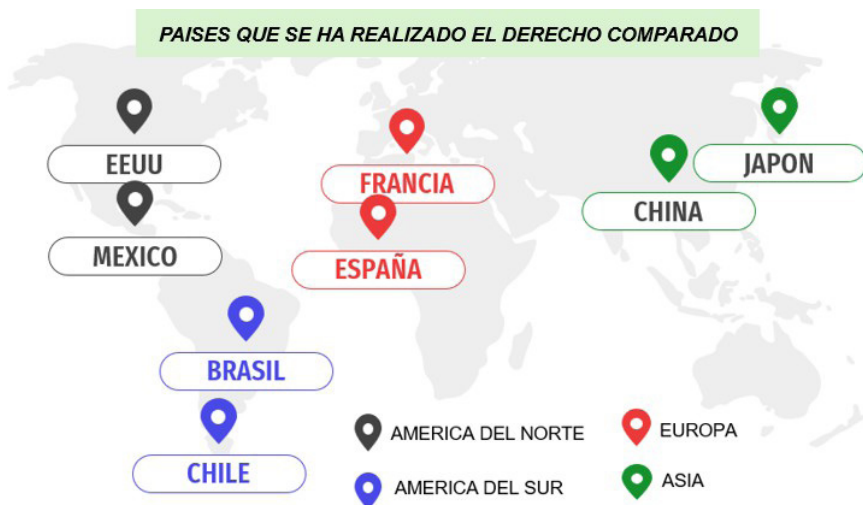 PAISES QUE SE HA REALIZADO EL DERECHO COMPARADO
EEUU
MEXICO
FRANCIA
ESPAÑA
JAPON
CHINA
BRASIL
CHILE
AMERICA DEL NORTE
EUROPA
AMERICA DEL SUR
ASIA